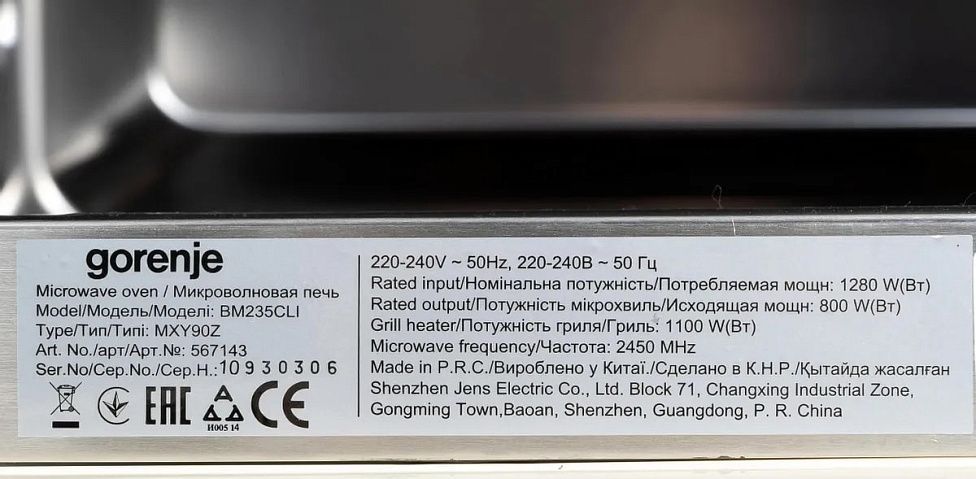 gorenje
Microwave oven / Микроволновая печь
Model/Модель/Моделі: BM235CLI
Type/Тип/Типі: MXY90Z
Art. No./арт/Арт.№: 567143
Ser.No/Сер.No./Сер.Н.:10930306
EAC
И005 14
CE
220-240V ~ 50Hz, 220-240В ~ 50 Гц
Rated input/Номінальна потужність/Потребляемая мощн: 1280 W(Вт)
Rated output/Потужність мікрохвиль/Исходящая мощн: 800 W(Вт)
Grill heater/Потужність гриля/Гриль: 1100 W(Вт)
Microwave frequency/Частота: 2450 MHz
Made in P.R.C./Вироблено у Китаї./Сделано в К.Н.Р./Қытайда жасалған
Shenzhen Jens Electric Co., Ltd. Block 71, Changxing Industrial Zone,
Gongming Town,Baoan, Shenzhen, Guangdong, P. R. China